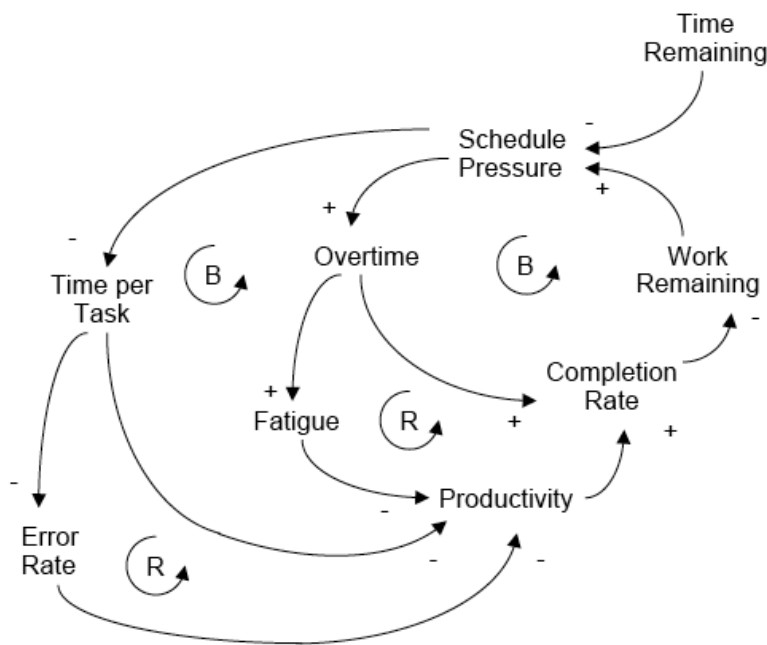 Time
Remaining
-
Schedule
Pressure
+
+
-
Overtime
B
B
Work
Remaining
Time per
Task
-
Completion
Rate
+
Fatigue
R
+
+
-
Productivity
-
Error
Rate
R
-
-